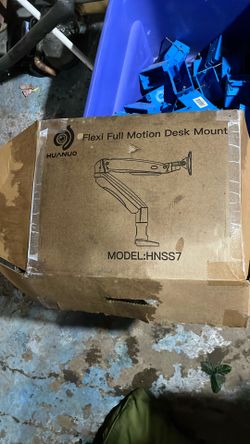 Flexi Full Motion Desk Mount
HUANUO
MODEL:HNSS7